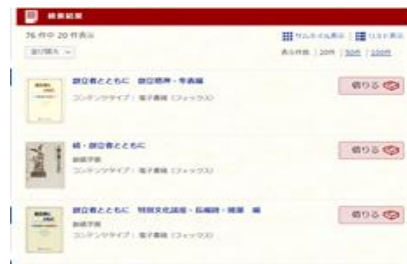 検索結果
76 件中 20 件表示
サムネイル表示 リスト表示
並び替え
表示件数 20件 50件 100件
創立者とともに 創立精神・年表編
コンテンツタイプ: 電子書籍 (フィックス)
借りる
続・創立者とともに
創価学園
コンテンツタイプ: 電子書籍 (フィックス)
借りる
創立者とともに 特別文化講座・長編詩・随筆 編
創価学園
コンテンツタイプ: 電子書籍 (フィックス)
借りる